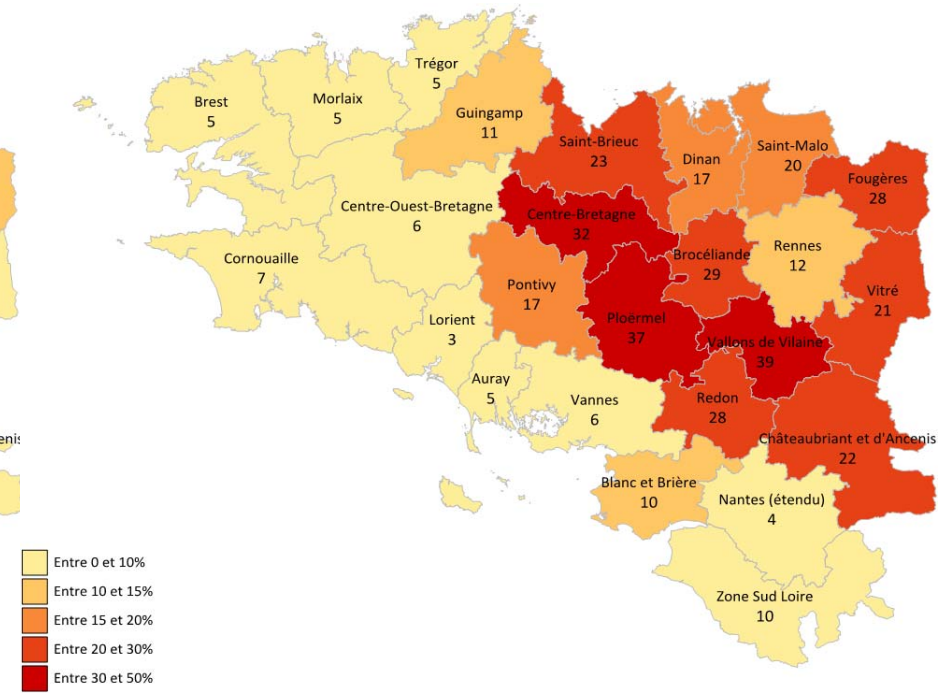 Trégor
5
Brest
5
Morlaix
5
Guingamp
11
Saint-Brieuc
23
Dinan
17
Saint-Malo
20
Fougères
28
Centre-Ouest-Bretagne
6
Centre-Bretagne
32
Rennes
12
Brocéliande
29
Cornouaille
7
Pontivy
17
Vitré
21
Lorient
3
Ploërmel
37
Vallons de Vilaine
39
Auray
5
Vannes
6
Redon
28
enis
Châteaubriant et d'Ancenis
22
Blanc et Brière
10
Nantes (étendu)
4
Zone Sud Loire
10
Entre 0 et 10%
Entre 10 et 15%
Entre 15 et 20%
Entre 20 et 30%
Entre 30 et 50%